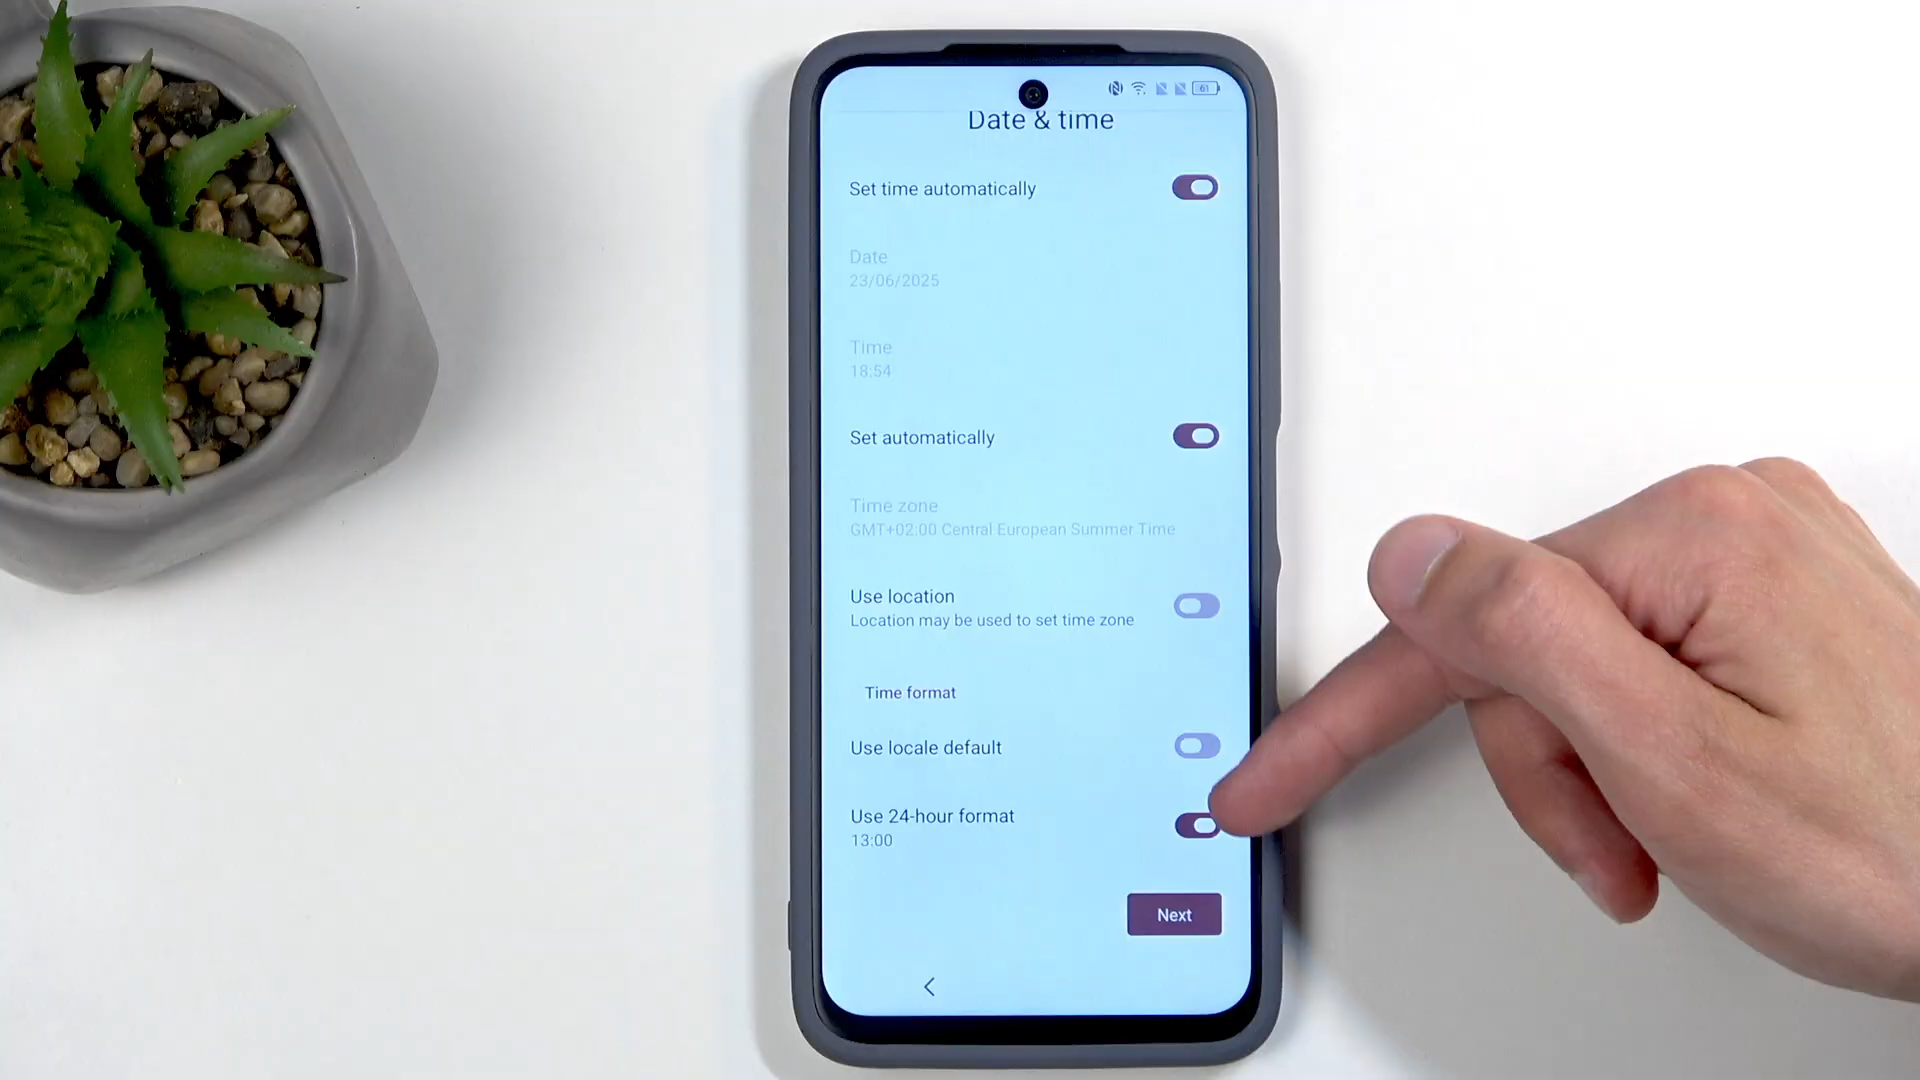 61
Date & time
Set time automatically
Date
23/06/2025
Time
18:54
Set automatically
Time zone
GMT+02:00 Central European Summer Time
Use location
Location may be used to set time zone
Time format
Use locale default
Use 24-hour format
13:00
Next